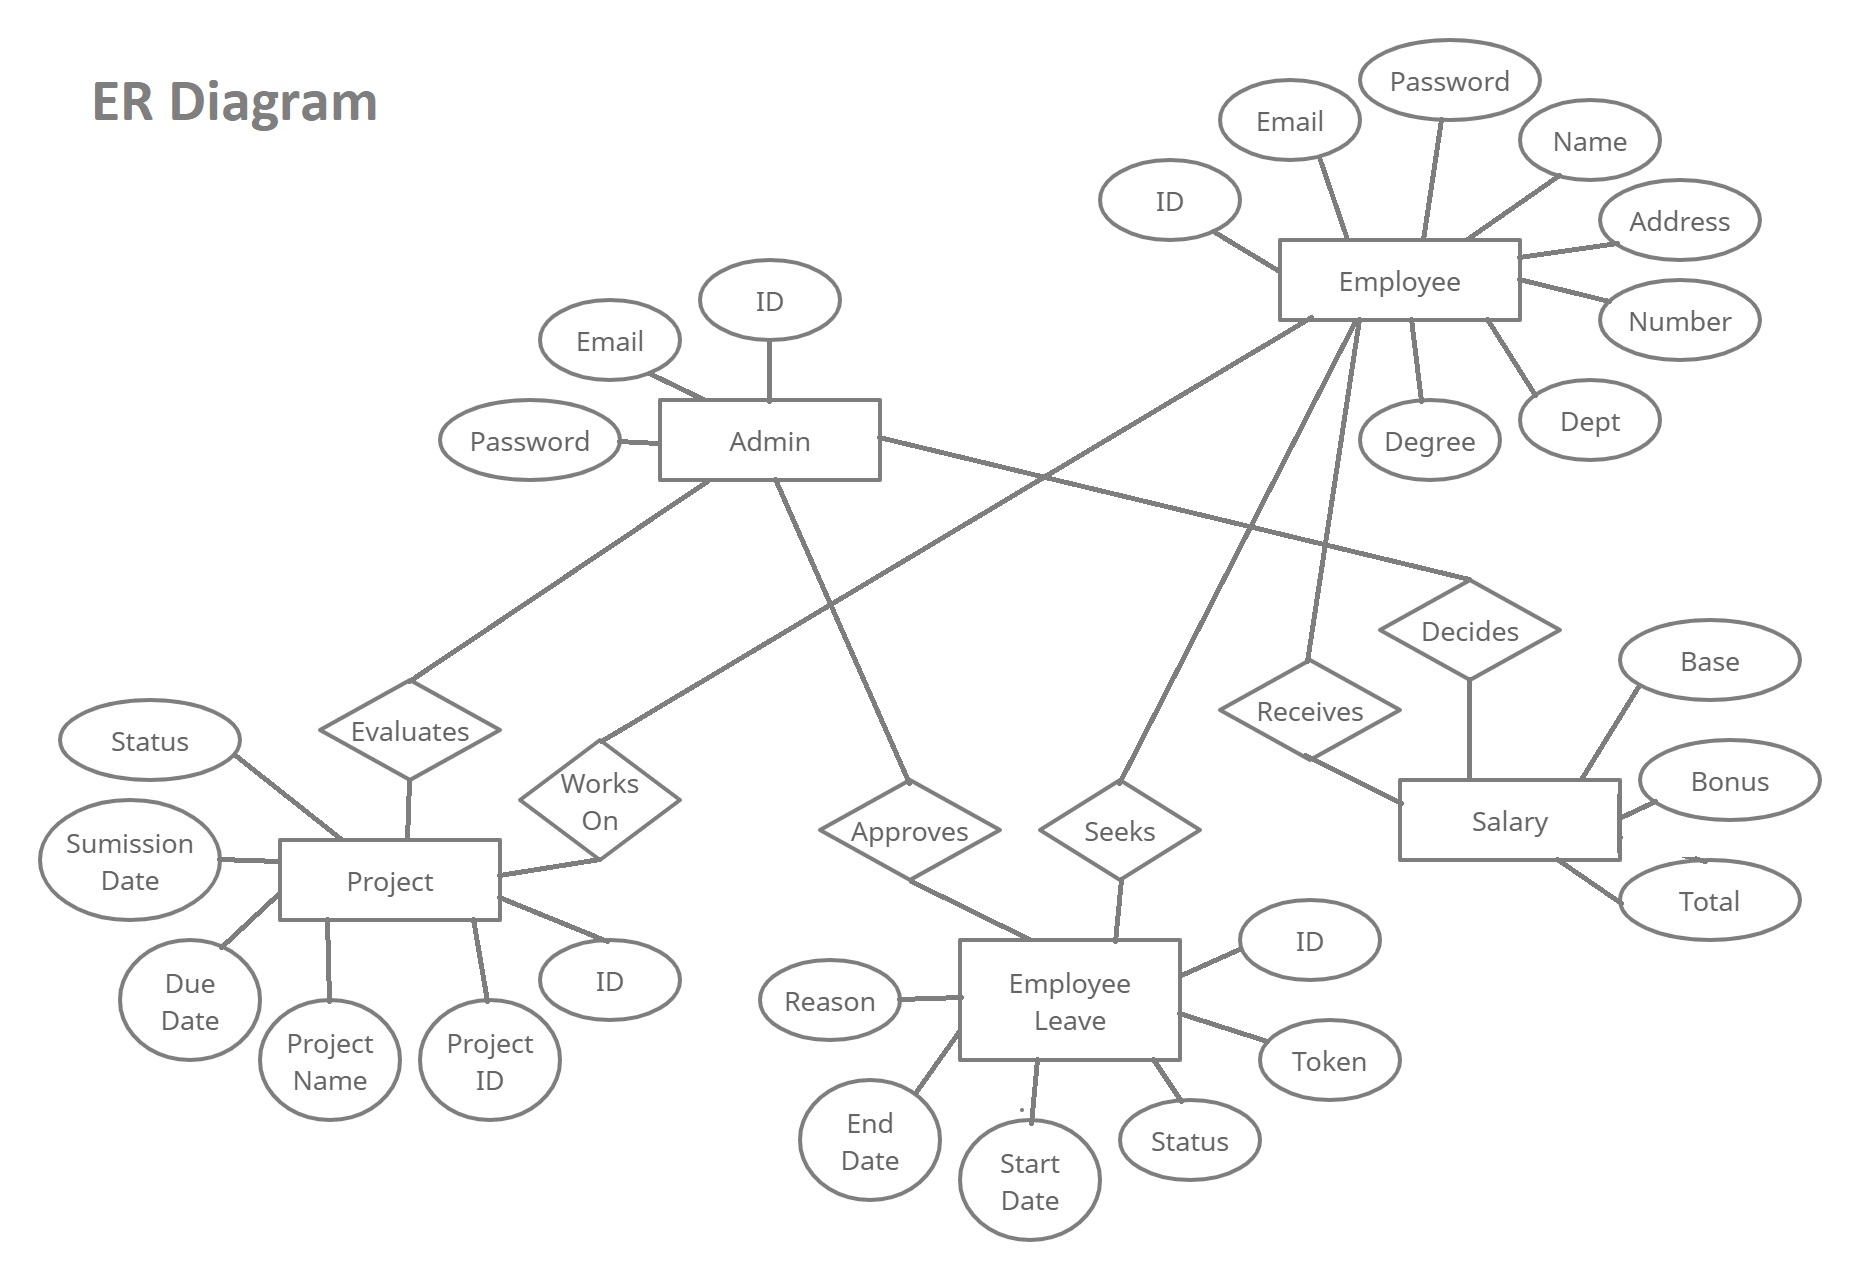 ER Diagram
Password
Email
Name
ID
Address
Employee
Number
ID
Email
Degree
Dept
Password
Admin
Decides
Base
Receives
Status
Evaluates
Works
On
Bonus
Sumission
Date
Approves
Seeks
Salary
Project
Total
ID
Due
Date
ID
Reason
Employee
Leave
Project
Name
Project
ID
Token
End
Date
Status
Start
Date